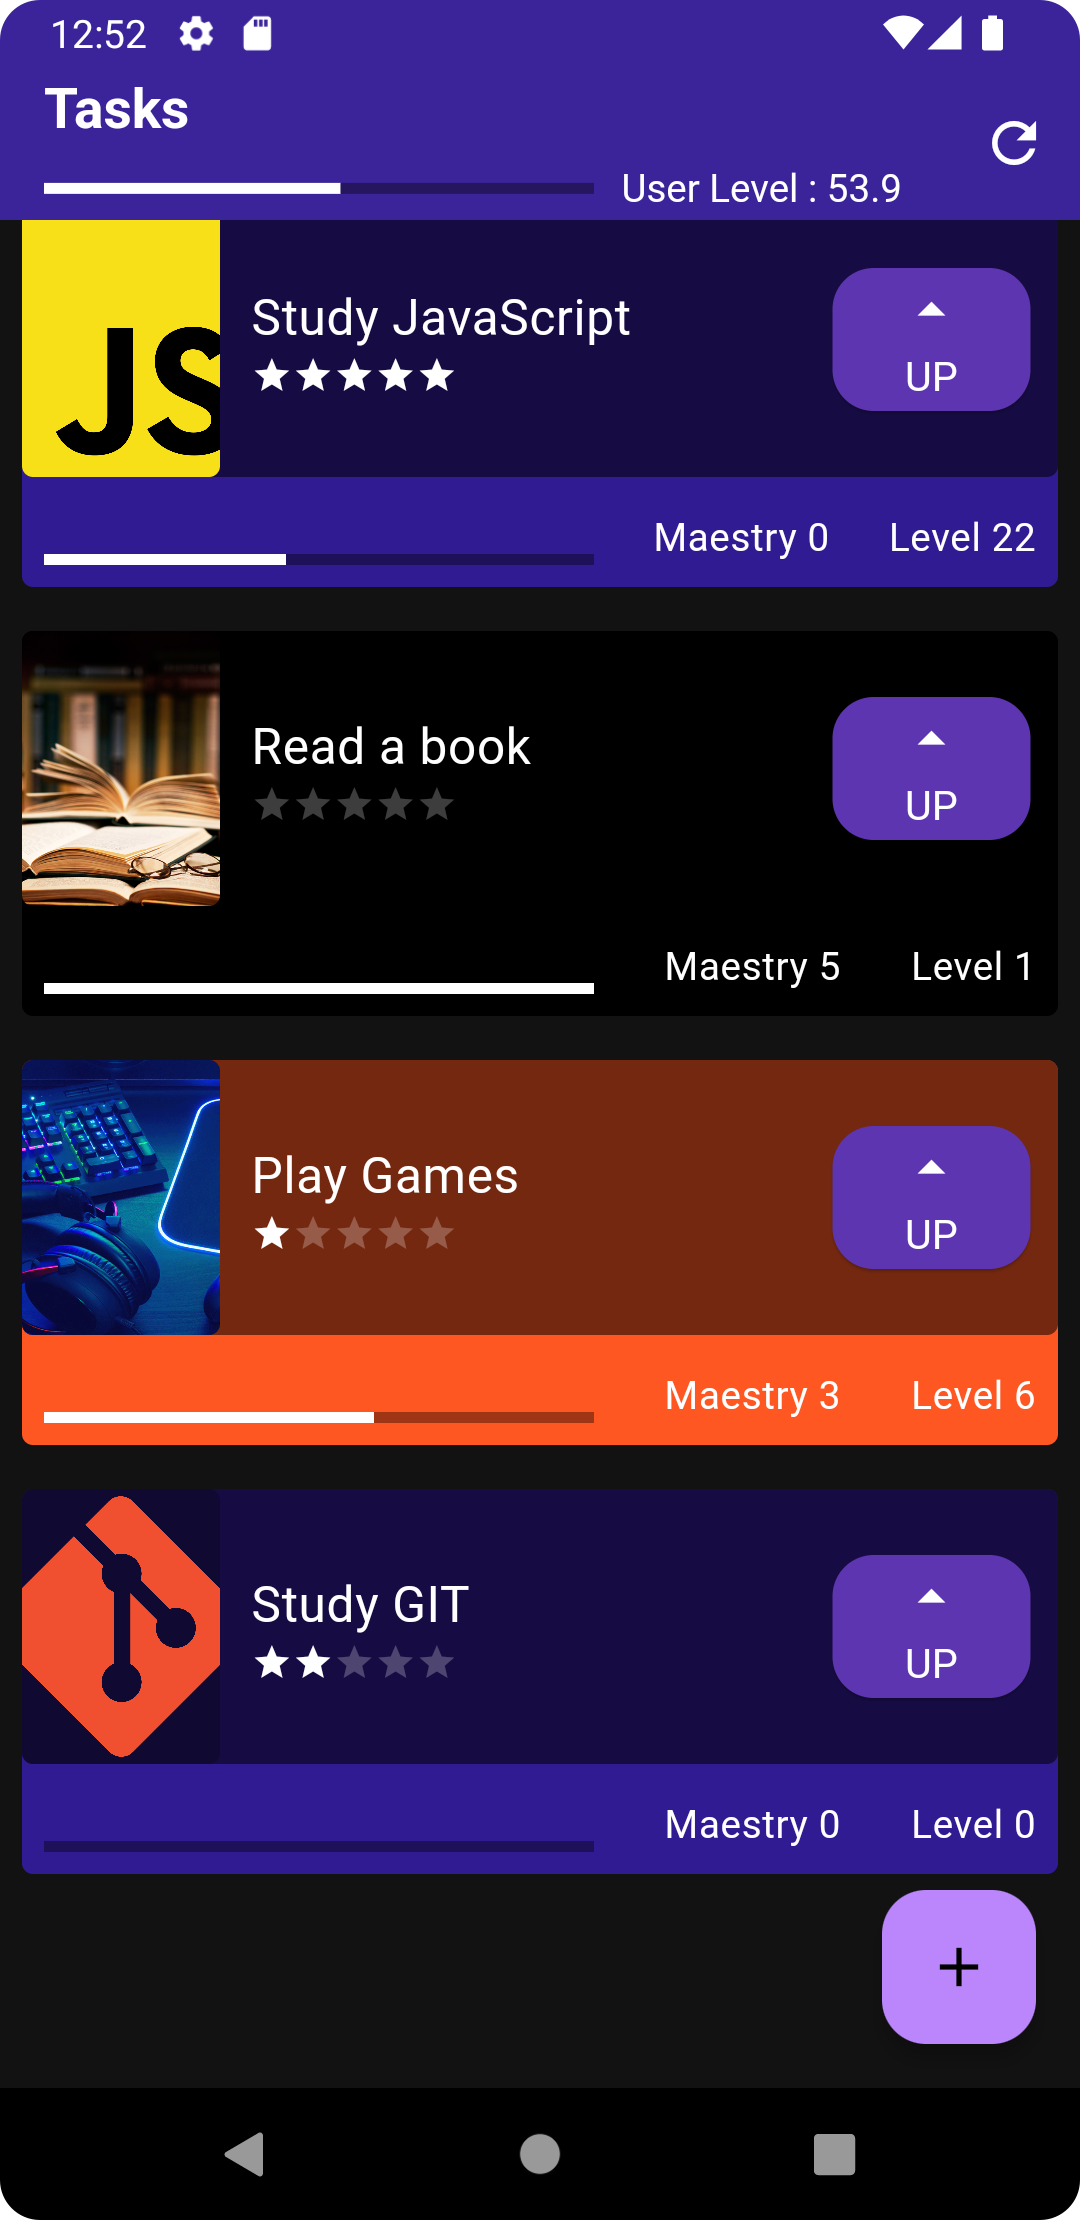 12:52
Tasks
User Level : 53.9
JS
Study JavaScript
UP
Maestry 0 Level 22
Read a book
UP
Maestry 5 Level 1
Play Games
UP
Maestry 3 Level 6
Study GIT
UP
Maestry 0 Level 0